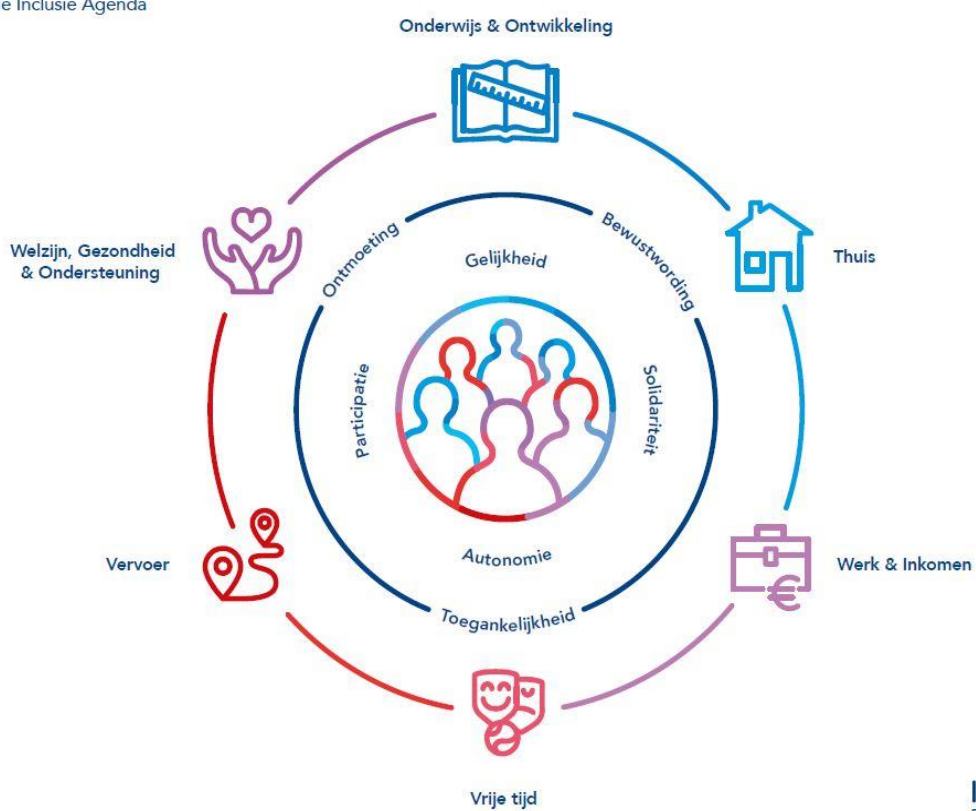 e Inclusie Agenda
Onderwijs & Ontwikkeling
Welzijn, Gezondheid
& Ondersteuning
Thuis
Ontmoeting
Bewustwording
Gelijkheid
Participatie
Solidariteit
Autonomie
Toegankelijkheid
Vervoer
Werk & Inkomen
€
Vrije tijd